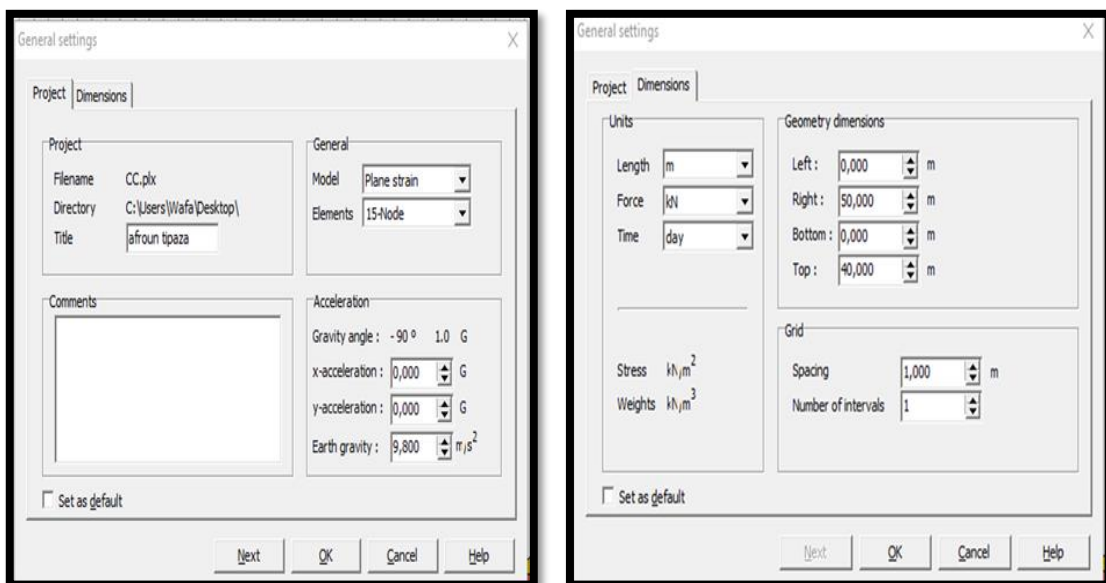 General settings
Project Dimensions
Project
Filename CC.plx
Directory C:\Users\Wafa\Desktop\
Title afroun tipaza
General
Model Plane strain
Elements 15-Node
Comments
Acceleration
Gravity angle : - 90 º 1.0 G
x-acceleration : 0,000 G
y-acceleration : 0,000 G
Earth gravity : 9,800 m/s²
Set as default
Next OK Cancel Help
General settings
Project Dimensions
Units
Length m
Force kN
Time day
Stress kN/m²
Weights kN/m³
Geometry dimensions
Left : 0,000 m
Right : 50,000 m
Bottom : 0,000 m
Top : 40,000 m
Grid
Spacing 1,000 m
Number of intervals 1
Set as default
Next OK Cancel Help